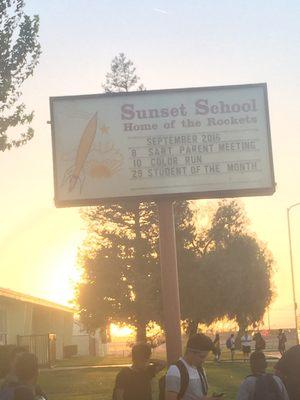 Sunset School
Home of the Rockets
SEPTEMBER 2016
8 SART PARENT MEETING
10 COLOR RUN
29 STUDENT OF THE MONTH